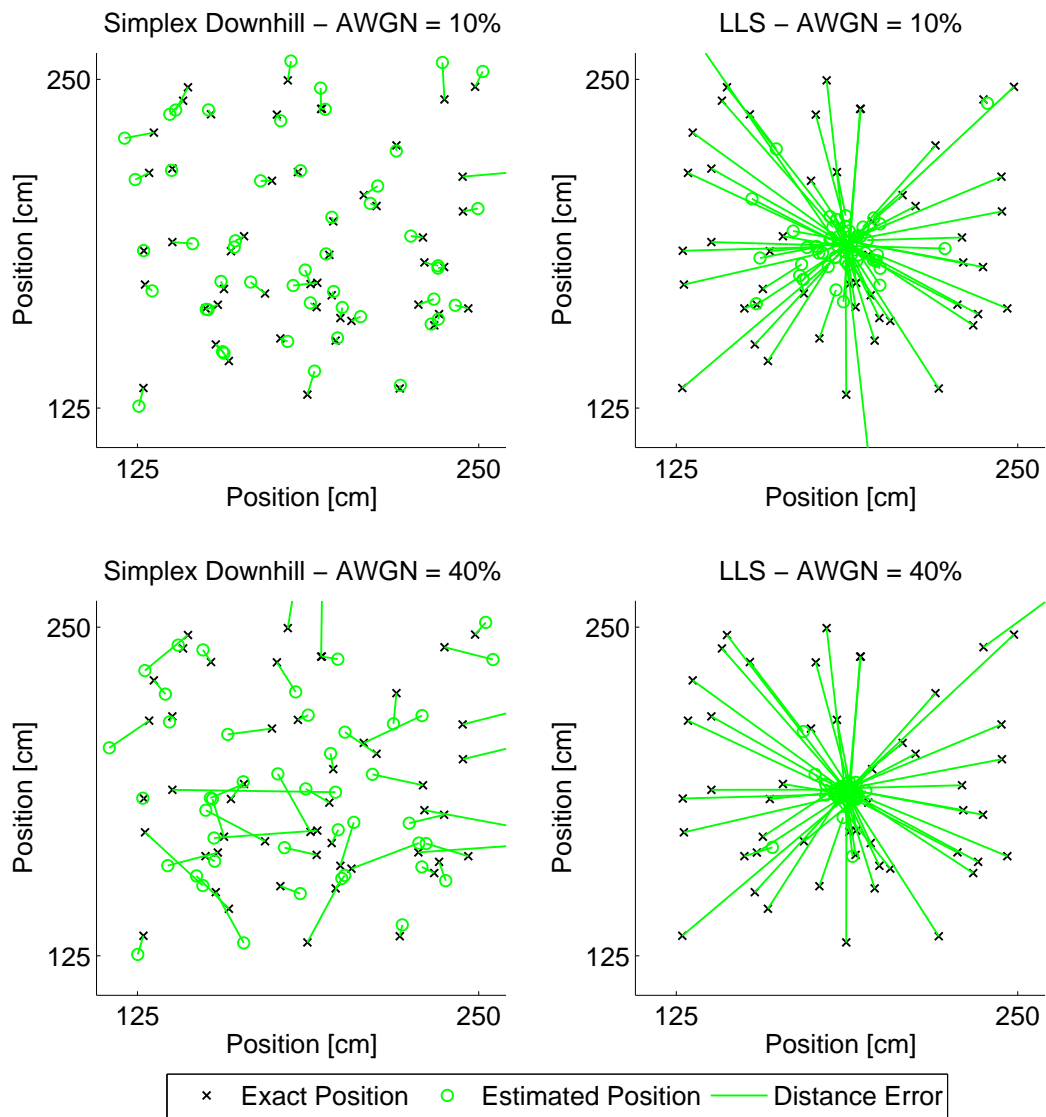 Simplex Downhill − AWGN = 10%
LLS − AWGN = 10%
Position [cm]
250
125
125
250
Position [cm]
Position [cm]
250
125
125
250
Position [cm]
Simplex Downhill − AWGN = 40%
LLS − AWGN = 40%
Position [cm]
250
125
125
250
Position [cm]
Position [cm]
250
125
125
250
Position [cm]
Exact Position
Estimated Position
Distance Error